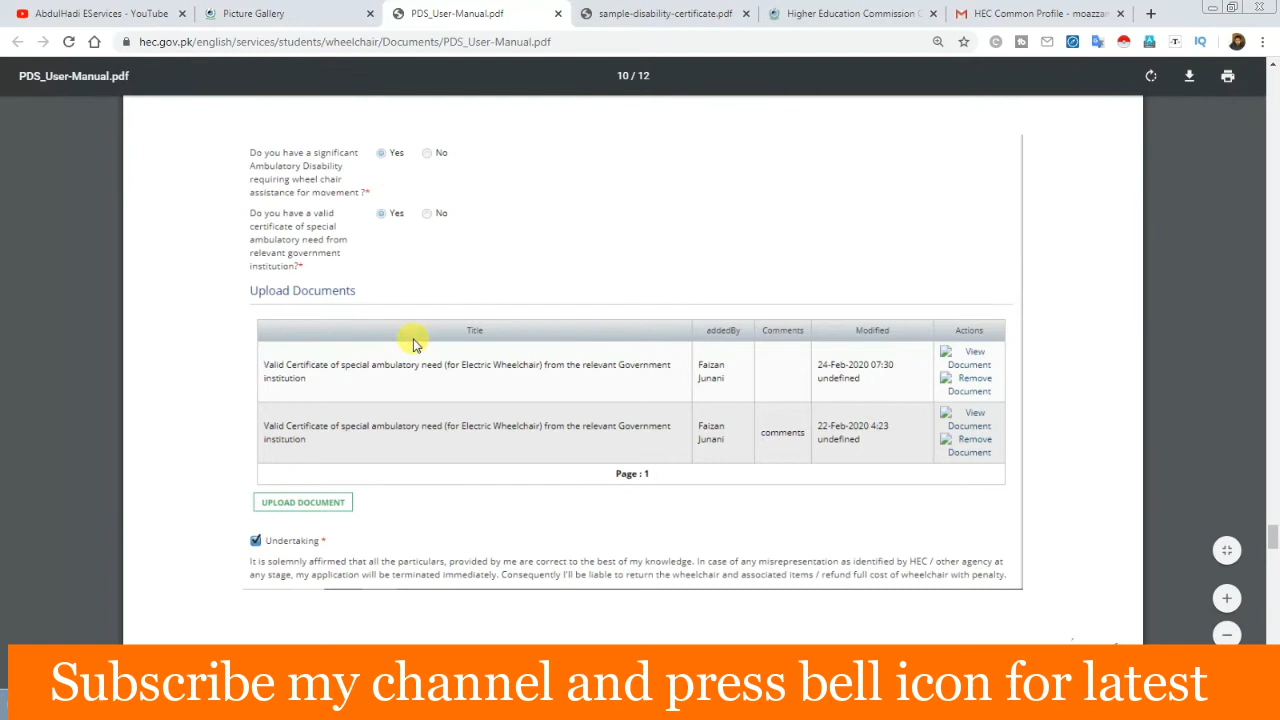 AbdulHadi EServices - YouTube
Picture Gallery
PDS_User-Manual.pdf
sample-disability-certificate.pdf
Higher Education Commission
HEC Common Profile - moazzam
hec.gov.pk/english/services/students/wheelchair/Documents/PDS_User-Manual.pdf
PDS_User-Manual.pdf
10 / 12
Do you have a significant
Ambulatory Disability
requiring wheel chair
assistance for movement ?*
Yes No
Do you have a valid
certificate of special
ambulatory need from
relevant government
institution?*
Yes No
Upload Documents
Title addedBy Comments Modified Actions
Valid Certificate of special ambulatory need (for Electric Wheelchair) from the relevant Government
institution
Faizan
Junani
24-Feb-2020 07:30
undefined
View
Document
Remove
Document
Valid Certificate of special ambulatory need (for Electric Wheelchair) from the relevant Government
institution
Faizan
Junani
comments
22-Feb-2020 4:23
undefined
View
Document
Remove
Document
Page : 1
UPLOAD DOCUMENT
Undertaking *
It is solemnly affirmed that all the particulars, provided by me are correct to the best of my knowledge. In case of any misrepresentation as identified by HEC / other agency at
any stage, my application will be terminated immediately. Consequently I'll be liable to return the wheelchair and associated items / refund full cost of wheelchair with penalty.
Subscribe my channel and press bell icon for latest